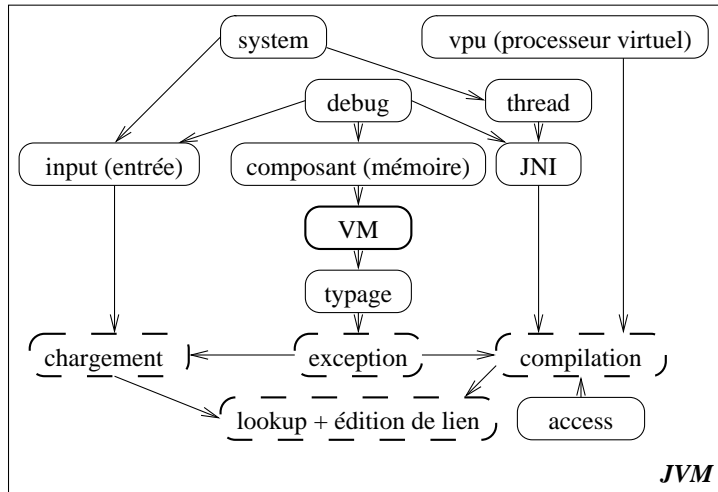 system
vpu (processeur virtuel)
debug
thread
input (entrée)
composant (mémoire)
JNI
VM
typage
chargement
exception
compilation
lookup + édition de lien
access
JVM